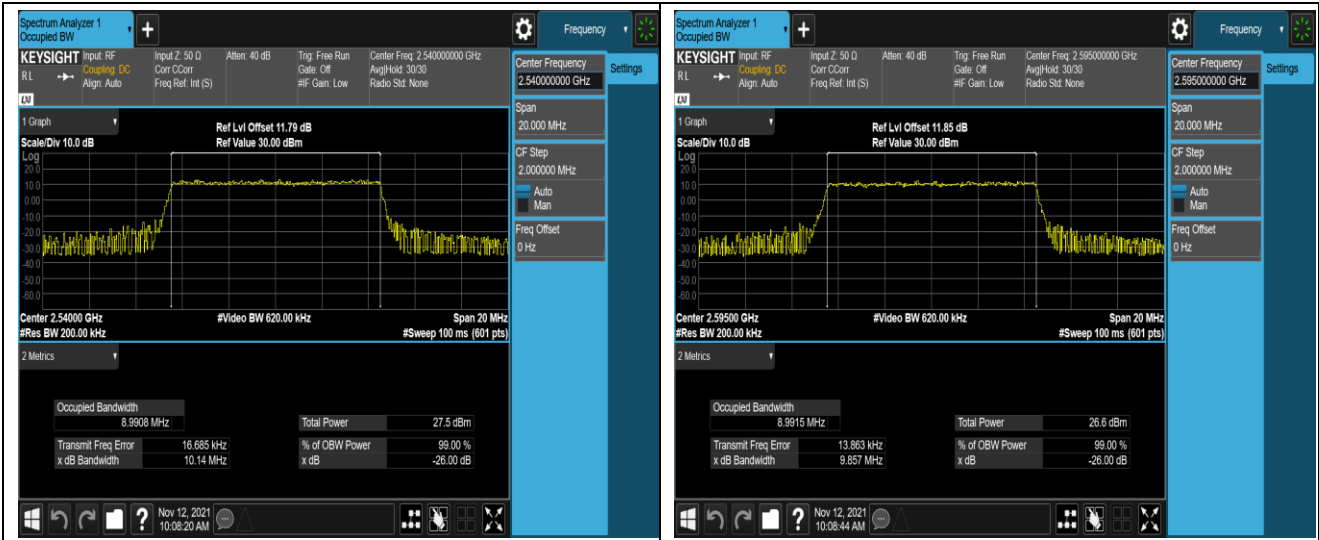 Spectrum Analyzer 1
Occupied BW
+
Frequency
KEYSIGHT
RL
LXI
Input: RF
Coupling: DC
Align: Auto
Input Z: 50 Ω
Corr CCorr
Freq Ref: Int (S)
Atten: 40 dB
Trig: Free Run
Gate: Off
#IF Gain: Low
Center Freq: 2.540000000 GHz
Avg|Hold: 30/30
Radio Std: None
Center Frequency
2.540000000 GHz
Settings
Span
20.000 MHz
CF Step
2.000000 MHz
Auto
Man
Freq Offset
0 Hz
1 Graph
Scale/Div 10.0 dB
Ref Lvl Offset 11.79 dB
Ref Value 30.00 dBm
Log
20.0
10.0
0.00
-10.0
-20.0
-30.0
-40.0
-50.0
-60.0
Center 2.54000 GHz
#Video BW 620.00 kHz
Span 20 MHz
#Res BW 200.00 kHz
#Sweep 100 ms (601 pts)
2 Metrics
Occupied Bandwidth
8.9908 MHz
Total Power 27.5 dBm
Transmit Freq Error 16.685 kHz
% of OBW Power 99.00 %
x dB Bandwidth 10.14 MHz
x dB -26.00 dB
?
Nov 12, 2021
10:08:20 AM
Spectrum Analyzer 1
Occupied BW
+
Frequency
KEYSIGHT
RL
LXI
Input: RF
Coupling: DC
Align: Auto
Input Z: 50 Ω
Corr CCorr
Freq Ref: Int (S)
Atten: 40 dB
Trig: Free Run
Gate: Off
#IF Gain: Low
Center Freq: 2.595000000 GHz
Avg|Hold: 30/30
Radio Std: None
Center Frequency
2.595000000 GHz
Settings
Span
20.000 MHz
CF Step
2.000000 MHz
Auto
Man
Freq Offset
0 Hz
1 Graph
Scale/Div 10.0 dB
Ref Lvl Offset 11.85 dB
Ref Value 30.00 dBm
Log
20.0
10.0
0.00
-10.0
-20.0
-30.0
-40.0
-50.0
-60.0
Center 2.59500 GHz
#Video BW 620.00 kHz
Span 20 MHz
#Res BW 200.00 kHz
#Sweep 100 ms (601 pts)
2 Metrics
Occupied Bandwidth
8.9915 MHz
Total Power 26.6 dBm
Transmit Freq Error 13.863 kHz
% of OBW Power 99.00 %
x dB Bandwidth 9.857 MHz
x dB -26.00 dB
?
Nov 12, 2021
10:08:44 AM